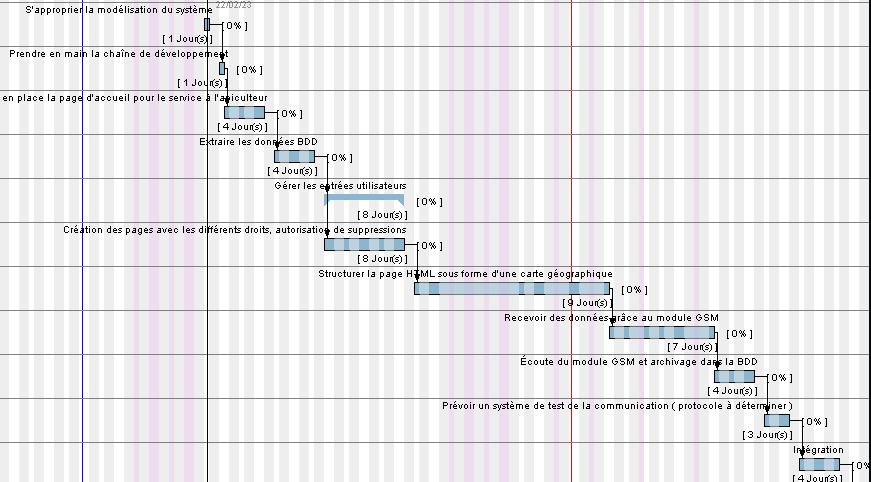 22/02/23
S'approprier la modélisation du système
[ 0% ]
[ 1 Jour(s) ]
Prendre en main la chaîne de développement
[ 0% ]
[ 1 Jour(s) ]
en place la page d'accueil pour le service à l'apiculteur
[ 0% ]
[ 4 Jour(s) ]
Extraire les données BDD
[ 0% ]
[ 4 Jour(s) ]
Gérer les entrées utilisateurs
[ 0% ]
[ 8 Jour(s) ]
Création des pages avec les différents droits, autorisation de suppressions
[ 0% ]
[ 8 Jour(s) ]
Structurer la page HTML sous forme d'une carte géographique
[ 0% ]
[ 9 Jour(s) ]
Recevoir des données grâce au module GSM
[ 0% ]
[ 7 Jour(s) ]
Écoute du module GSM et archivage dans la BDD
[ 0% ]
[ 4 Jour(s) ]
Prévoir un système de test de la communication ( protocole à déterminer )
[ 0% ]
[ 3 Jour(s) ]
Intégration
[ 0%
[ 4 Jour(s) ]